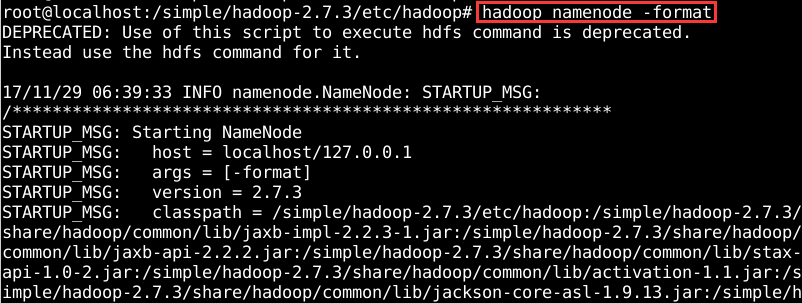 root@localhost:/simple/hadoop-2.7.3/etc/hadoop# hadoop namenode -format
DEPRECATED: Use of this script to execute hdfs command is deprecated.
Instead use the hdfs command for it.
17/11/29 06:39:33 INFO namenode.NameNode: STARTUP_MSG:
/************************************************************
STARTUP_MSG: Starting NameNode
STARTUP_MSG:   host = localhost/127.0.0.1
STARTUP_MSG:   args = [-format]
STARTUP_MSG:   version = 2.7.3
STARTUP_MSG:   classpath = /simple/hadoop-2.7.3/etc/hadoop:/simple/hadoop-2.7.3/
share/hadoop/common/lib/jaxb-impl-2.2.3-1.jar:/simple/hadoop-2.7.3/share/hadoop/
common/lib/jaxb-api-2.2.2.jar:/simple/hadoop-2.7.3/share/hadoop/common/lib/stax-
api-1.0-2.jar:/simple/hadoop-2.7.3/share/hadoop/common/lib/activation-1.1.jar:/s
imple/hadoop-2.7.3/share/hadoop/common/lib/jackson-core-asl-1.9.13.jar:/simple/h